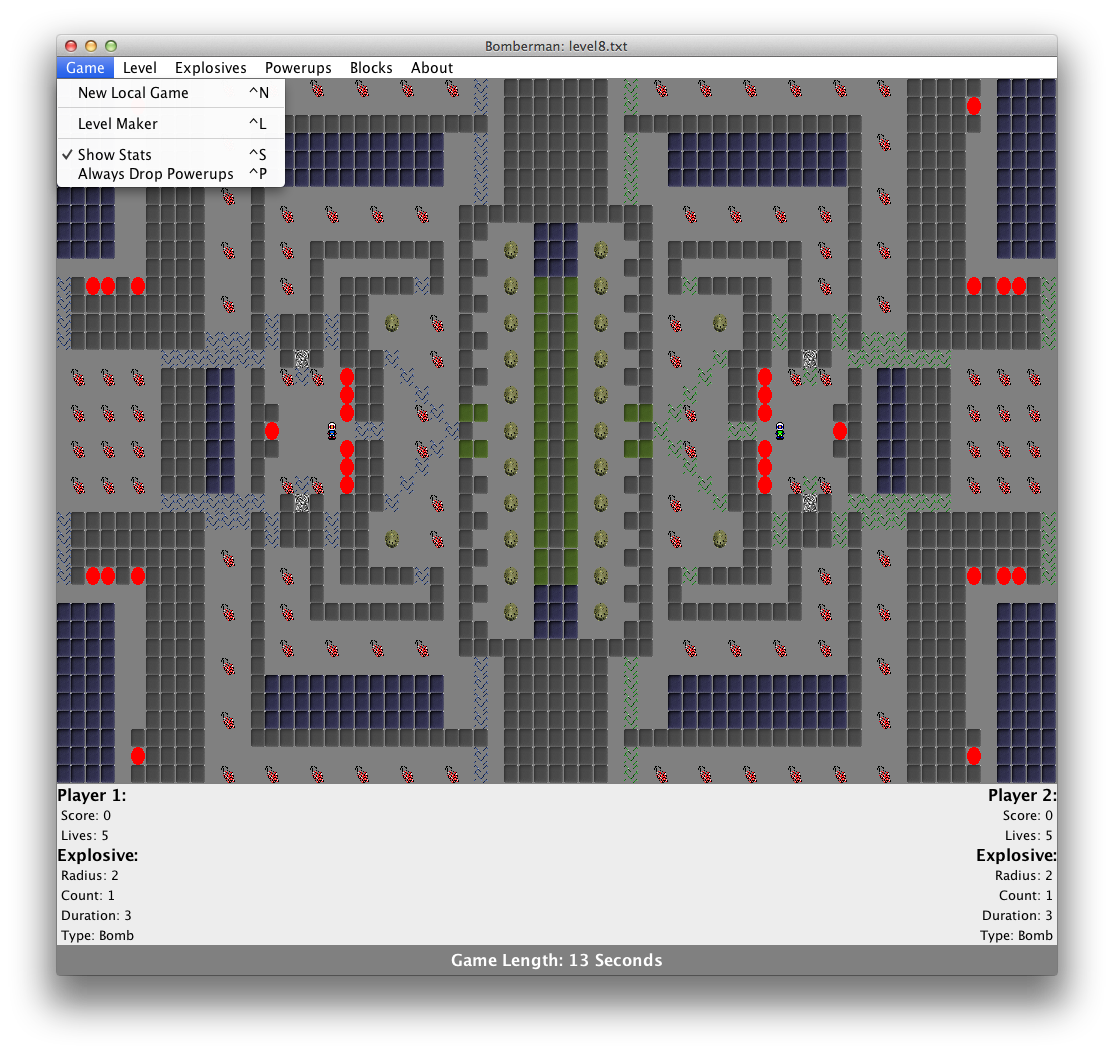 Bomberman: level8.txt
Game Level Explosives Powerups Blocks About
New Local Game ^N
Level Maker ^L
✓ Show Stats ^S
Always Drop Powerups ^P
Player 1: Player 2:
Score: 0 Score: 0
Lives: 5 Lives: 5
Explosive: Explosive:
Radius: 2 Radius: 2
Count: 1 Count: 1
Duration: 3 Duration: 3
Type: Bomb Type: Bomb
Game Length: 13 Seconds